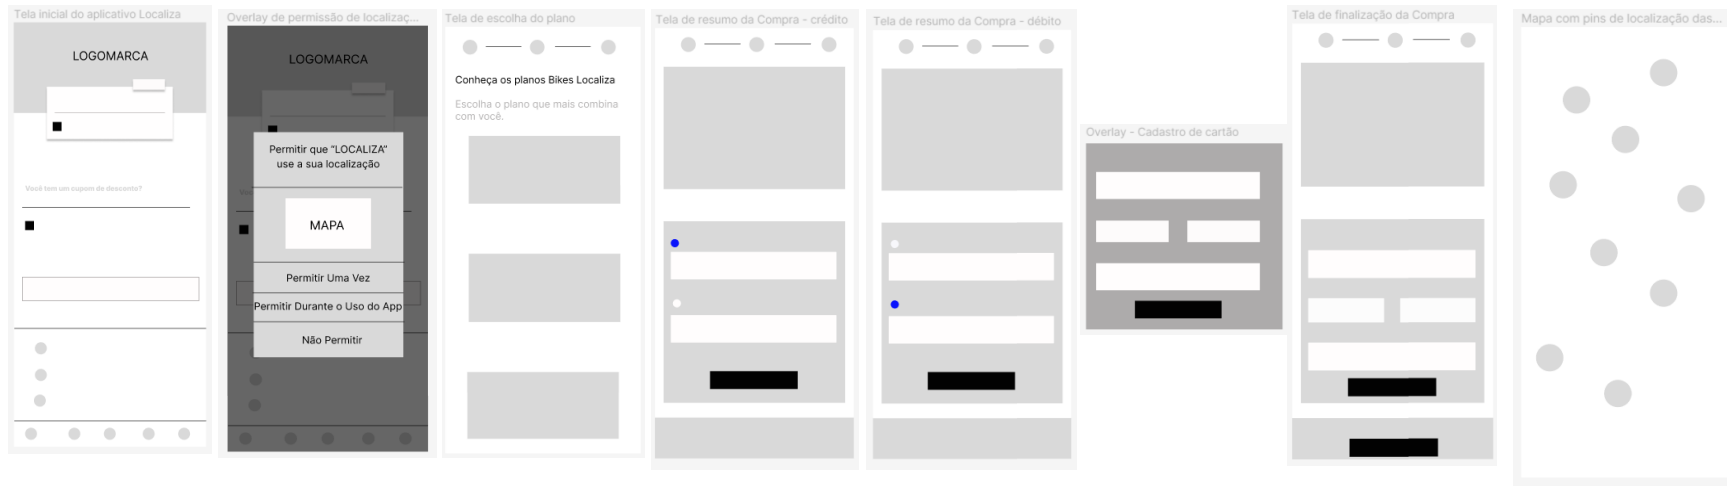 Tela inicial do aplicativo Localiza
LOGOMARCA
Você tem um cupom de desconto?
Overlay de permissão de localizaç...
LOGOMARCA
Permitir que “LOCALIZA”
use a sua localização
MAPA
Permitir Uma Vez
Permitir Durante o Uso do App
Não Permitir
Tela de escolha do plano
Conheça os planos Bikes Localiza
Escolha o plano que mais combina
com você.
Tela de resumo da Compra - crédito
Tela de resumo da Compra - débito
Overlay - Cadastro de cartão
Tela de finalização da Compra
Mapa com pins de localização das...